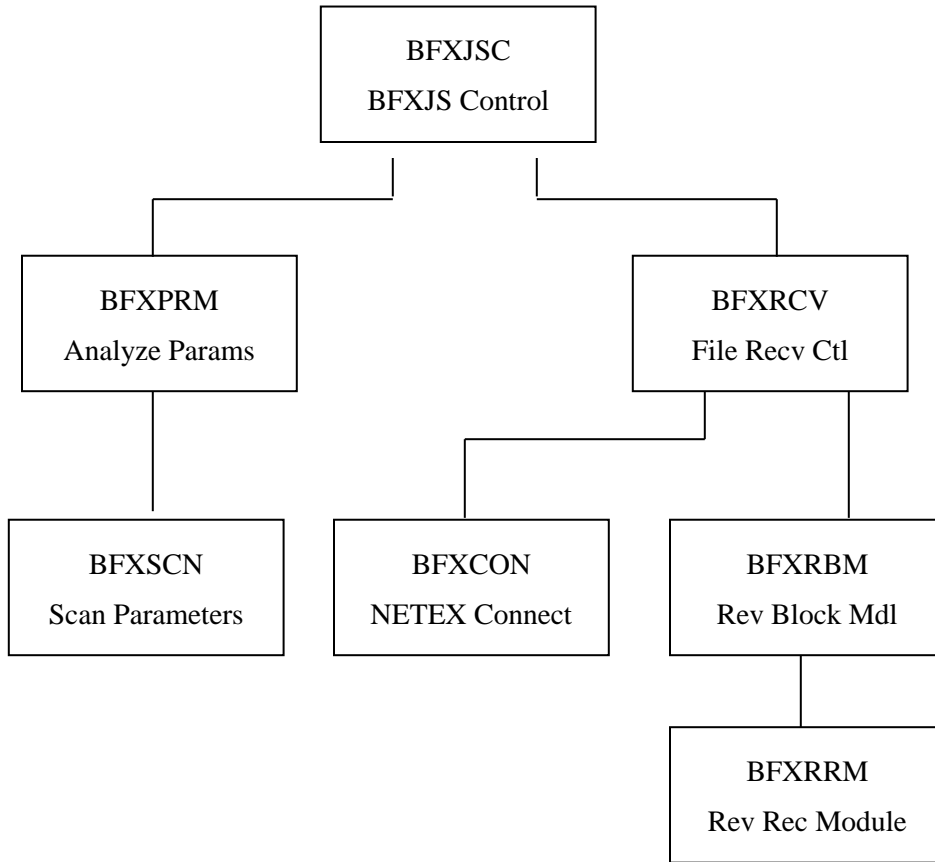 BFXJSC
BFXJS Control
BFXPRM
Analyze Params
BFXRCV
File Recv Ctl
BFXSCN
Scan Parameters
BFXCON
NETEX Connect
BFXRBM
Rev Block Mdl
BFXRRM
Rev Rec Module